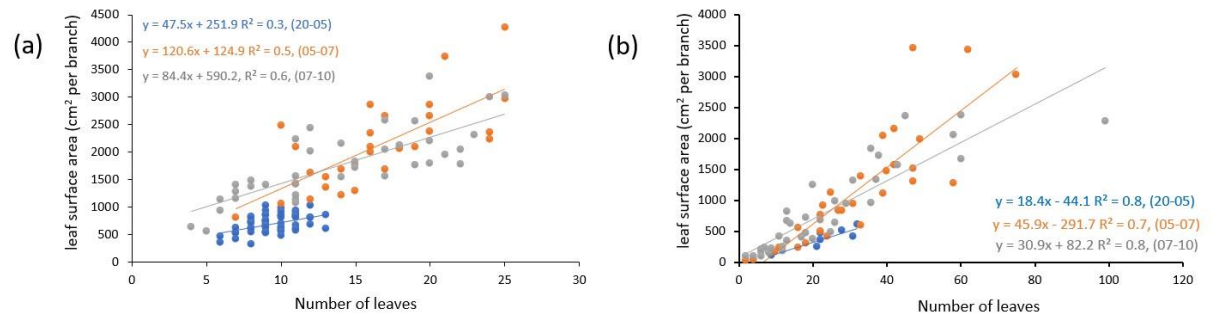 (a)
leaf surface area (cm² per branch)
4500
4000
3500
3000
2500
2000
1500
1000
500
0
y = 47.5x + 251.9 R² = 0.3, (20-05)
y = 120.6x + 124.9 R² = 0.5, (05-07)
y = 84.4x + 590.2, R² = 0.6, (07-10)
0 5 10 15 20 25 30
Number of leaves
(b)
leaf surface area (cm² per branch)
4000
3500
3000
2500
2000
1500
1000
500
0
y = 18.4x - 44.1 R² = 0.8, (20-05)
y = 45.9x - 291.7 R² = 0.7, (05-07)
y = 30.9x + 82.2 R² = 0.8, (07-10)
0 20 40 60 80 100 120
Number of leaves